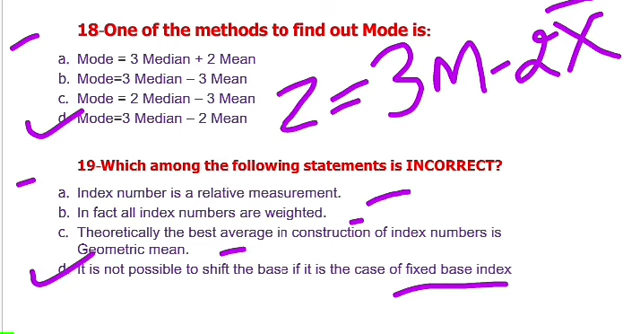 18-One of the methods to find out Mode is:
a. Mode = 3 Median + 2 Mean
b. Mode=3 Median – 3 Mean
c. Mode = 2 Median – 3 Mean
d. Mode=3 Median – 2 Mean
Z = 3M-2X̅
19-Which among the following statements is INCORRECT?
a. Index number is a relative measurement.
b. In fact all index numbers are weighted.
c. Theoretically the best average in construction of index numbers is
Geometric mean.
d. It is not possible to shift the base if it is the case of fixed base index